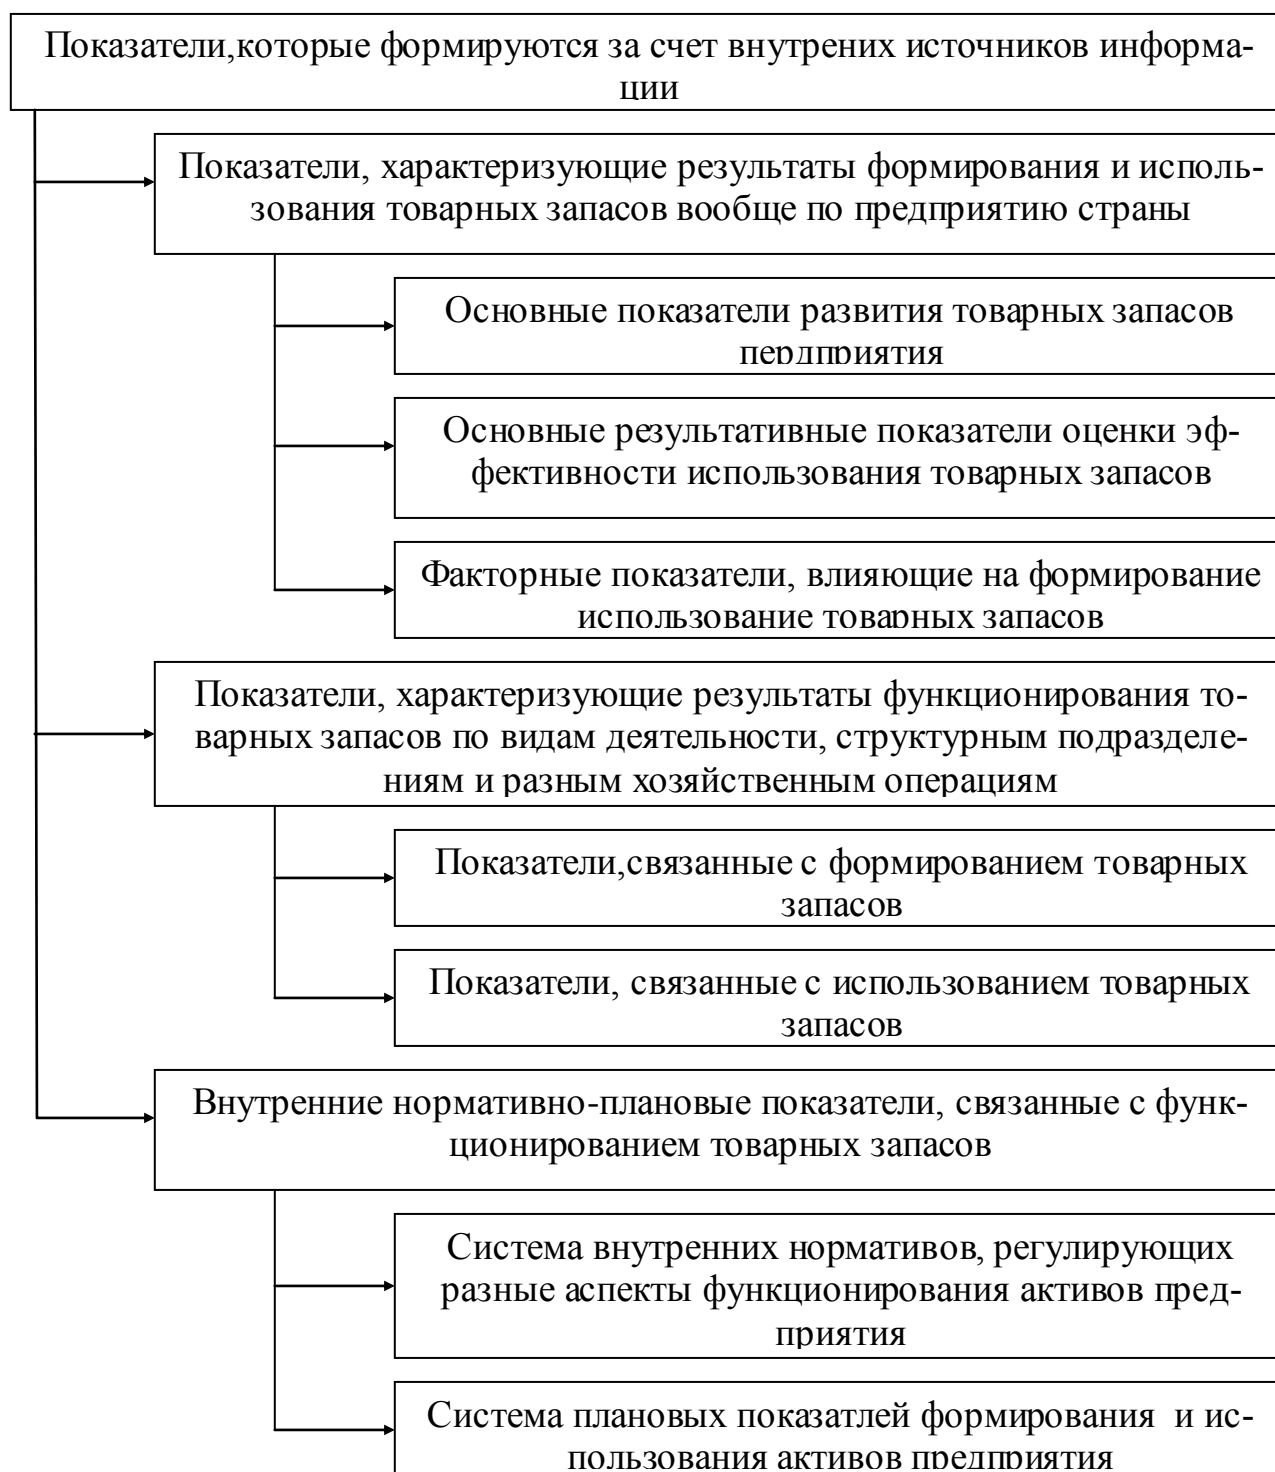 Показатели,которые формируются за счет внутрених источников информа-
ции
Показатели, характеризующие результаты формирования и исполь-
зования товарных запасов вообще по предприятию страны
Основные показатели развития товарных запасов
пердприятия
Основные результативные показатели оценки эф-
фективности использования товарных запасов
Факторные показатели, влияющие на формирование
использование товарных запасов
Показатели, характеризующие результаты функционирования то-
варных запасов по видам деятельности, структурным подразделе-
ниям и разным хозяйственным операциям
Показатели,связанные с формированием товарных
запасов
Показатели, связанные с использованием товарных
запасов
Внутренние нормативно-плановые показатели, связанные с функ-
ционированием товарных запасов
Система внутренних нормативов, регулирующих
разные аспекты функционирования активов пред-
приятия
Система плановых показатлей формирования и ис-
пользования активов предприятия